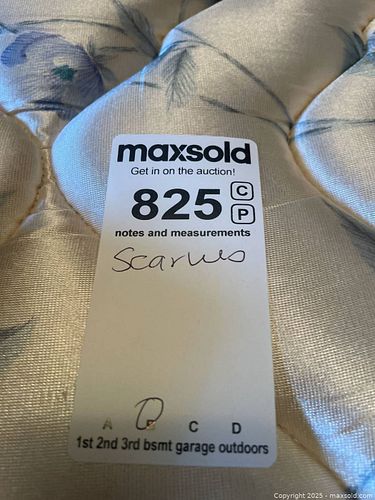 maxsold
Get in on the auction!
825 C
P
notes and measurements
Scarves
A B C D
1st 2nd 3rd bsmt garage outdoors
Copyright 2025 - maxsold.com